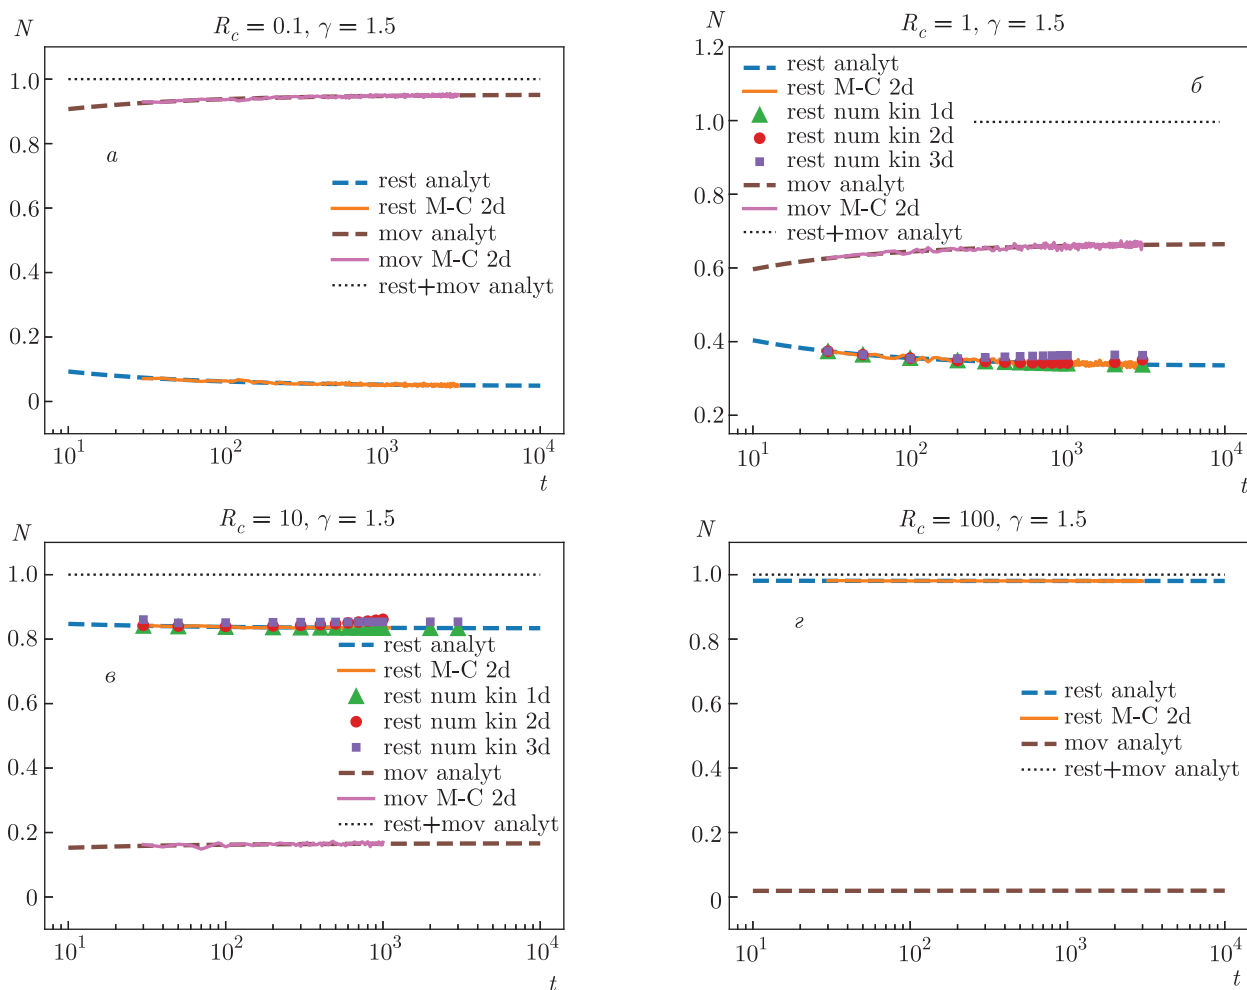 N
R_c = 0.1, γ = 1.5
1.0
0.8
0.6
0.4
0.2
0
a
rest analyt
rest M-C 2d
mov analyt
mov M-C 2d
rest+mov analyt
10^1 10^2 10^3 10^4
t
N
R_c = 1, γ = 1.5
1.2
1.0
0.8
0.6
0.4
0.2
б
rest analyt
rest M-C 2d
rest num kin 1d
rest num kin 2d
rest num kin 3d
mov analyt
mov M-C 2d
rest+mov analyt
10^1 10^2 10^3 10^4
t
N
R_c = 10, γ = 1.5
1.0
0.8
0.6
0.4
0.2
0
в
rest analyt
rest M-C 2d
rest num kin 1d
rest num kin 2d
rest num kin 3d
mov analyt
mov M-C 2d
rest+mov analyt
10^1 10^2 10^3 10^4
t
N
R_c = 100, γ = 1.5
1.0
0.8
0.6
0.4
0.2
0
г
rest analyt
rest M-C 2d
mov analyt
rest+mov analyt
10^1 10^2 10^3 10^4
t